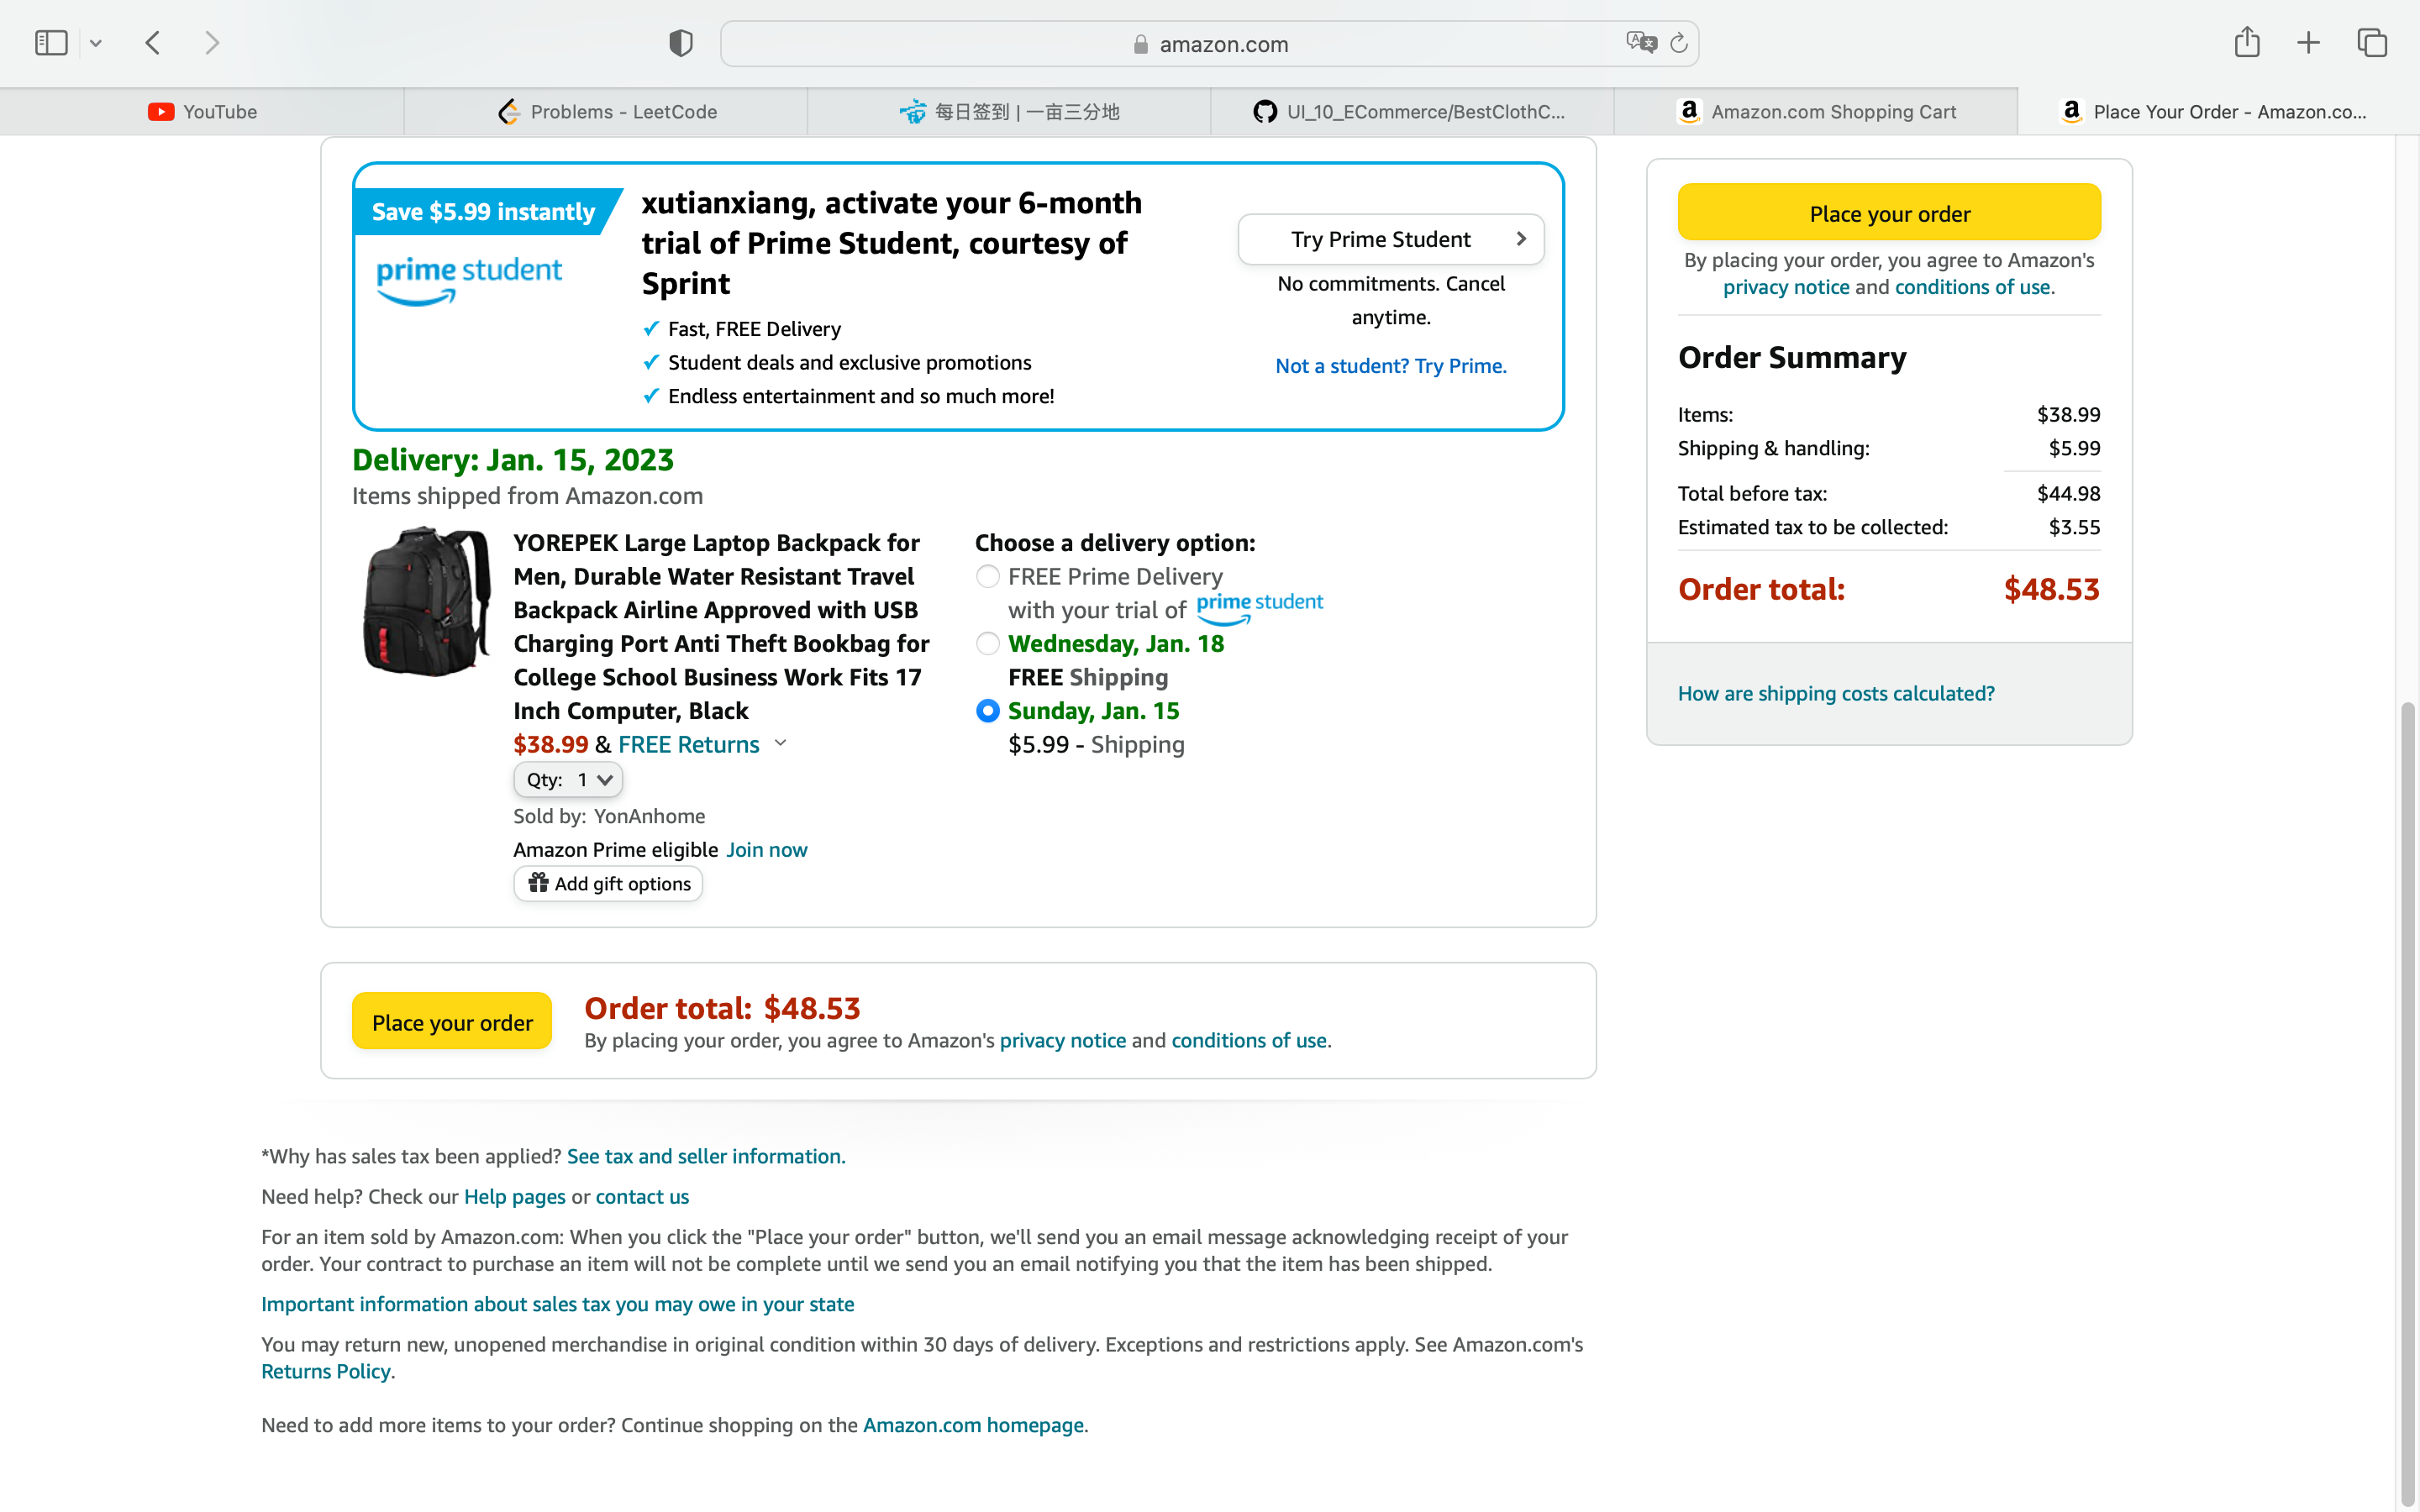 amazon.com
YouTube
Problems - LeetCode
每日签到 | 一亩三分地
UI_10_ECommerce/BestClothC...
Amazon.com Shopping Cart
Place Your Order - Amazon.co...
Save $5.99 instantly
prime student
xutianxiang, activate your 6-month
trial of Prime Student, courtesy of
Sprint
✓ Fast, FREE Delivery
✓ Student deals and exclusive promotions
✓ Endless entertainment and so much more!
Try Prime Student
No commitments. Cancel
anytime.
Not a student? Try Prime.
Delivery: Jan. 15, 2023
Items shipped from Amazon.com
YOREPEK Large Laptop Backpack for
Men, Durable Water Resistant Travel
Backpack Airline Approved with USB
Charging Port Anti Theft Bookbag for
College School Business Work Fits 17
Inch Computer, Black
$38.99 & FREE Returns
Qty: 1
Sold by: YonAnhome
Amazon Prime eligible Join now
Add gift options
Choose a delivery option:
FREE Prime Delivery
with your trial of prime student
Wednesday, Jan. 18
FREE Shipping
Sunday, Jan. 15
$5.99 - Shipping
Place your order
Order total: $48.53
By placing your order, you agree to Amazon's privacy notice and conditions of use.
Place your order
By placing your order, you agree to Amazon's
privacy notice and conditions of use.
Order Summary
Items: $38.99
Shipping & handling: $5.99
Total before tax: $44.98
Estimated tax to be collected: $3.55
Order total: $48.53
How are shipping costs calculated?
*Why has sales tax been applied? See tax and seller information.
Need help? Check our Help pages or contact us
For an item sold by Amazon.com: When you click the "Place your order" button, we'll send you an email message acknowledging receipt of your
order. Your contract to purchase an item will not be complete until we send you an email notifying you that the item has been shipped.
Important information about sales tax you may owe in your state
You may return new, unopened merchandise in original condition within 30 days of delivery. Exceptions and restrictions apply. See Amazon.com's
Returns Policy.
Need to add more items to your order? Continue shopping on the Amazon.com homepage.